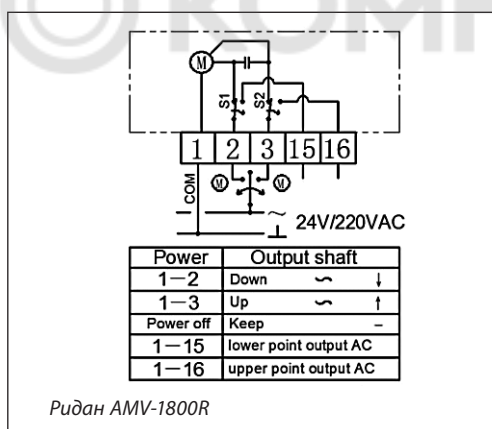 KOMP
M
S1
S2
1 2 3 15 16
M M
COM
~ 24V/220VAC
Power Output shaft
1—2 Down ∽ ↓
1—3 Up ∽ ↑
Power off Keep –
1—15 lower point output AC
1—16 upper point output AC
Ридан AMV-1800R